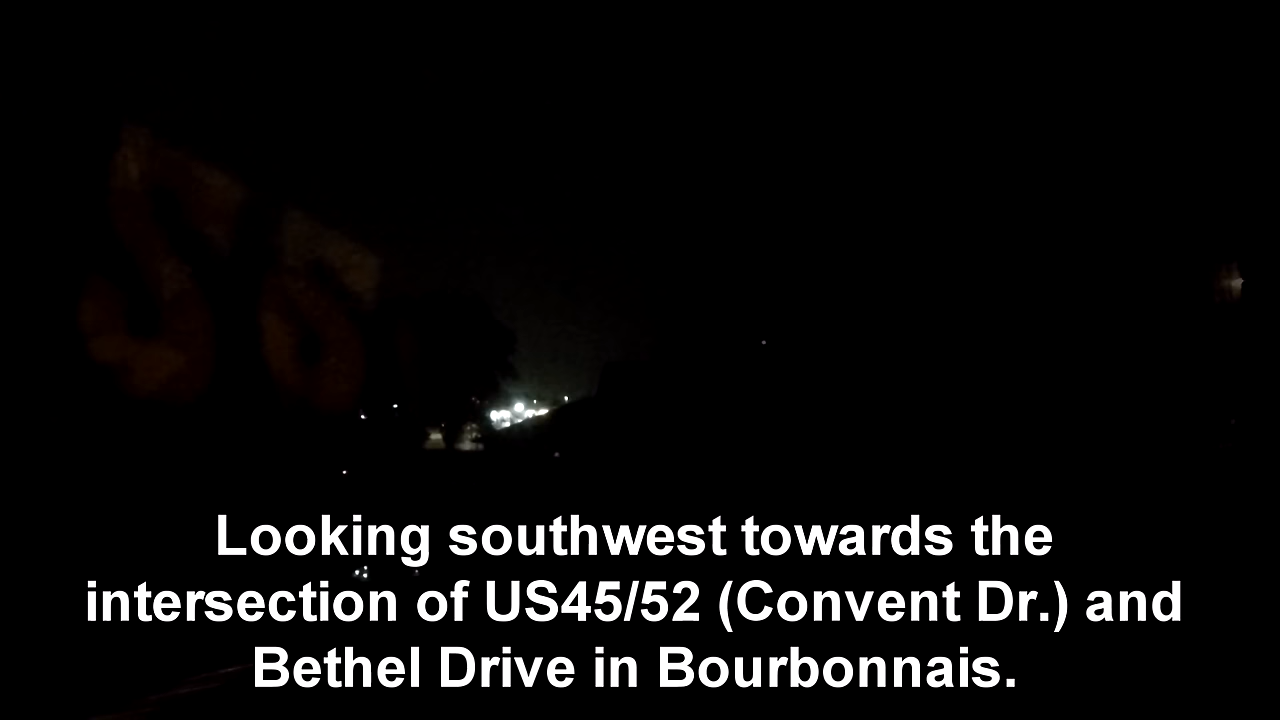 Looking southwest towards the
intersection of US45/52 (Convent Dr.) and
Bethel Drive in Bourbonnais.